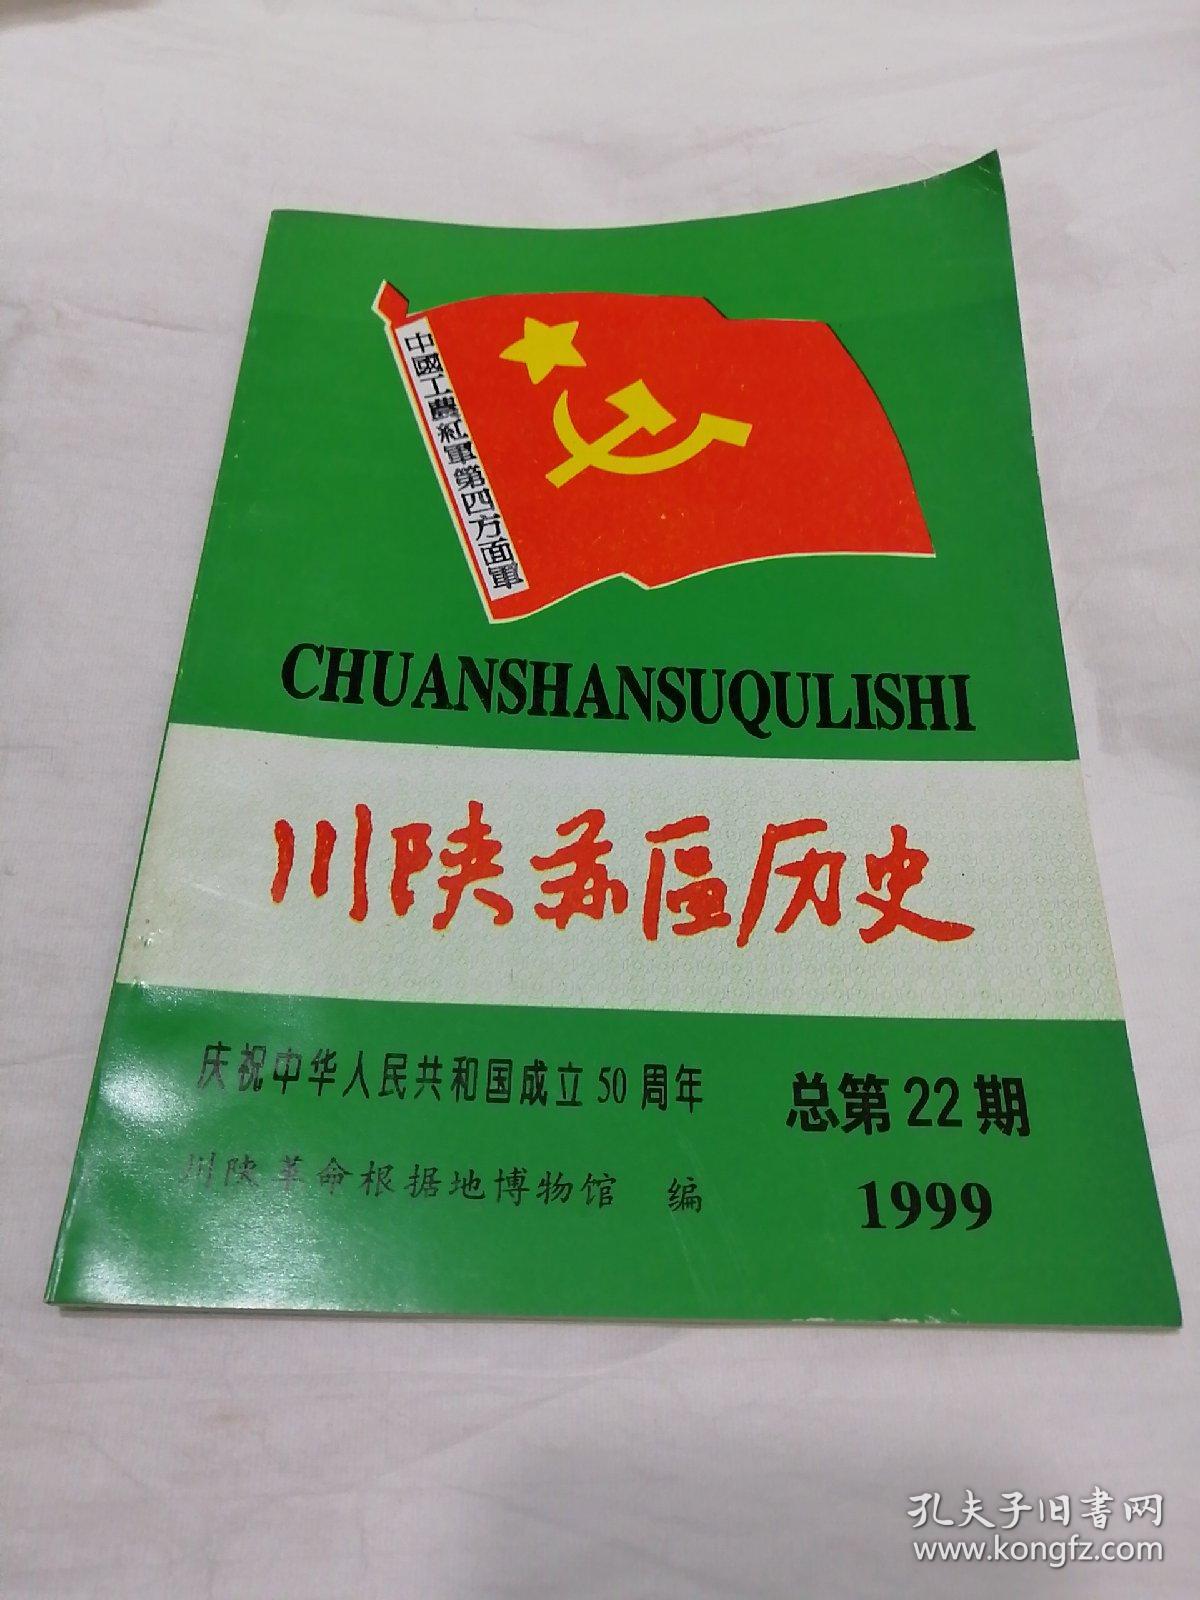 中國工農紅軍第四方面軍
CHUANSHANSUQULISHI
川陕苏區历史
庆祝中华人民共和国成立50周年
总第22期
川陕革命根据地博物馆 编
1999
孔夫子旧书网
www.kongfz.com